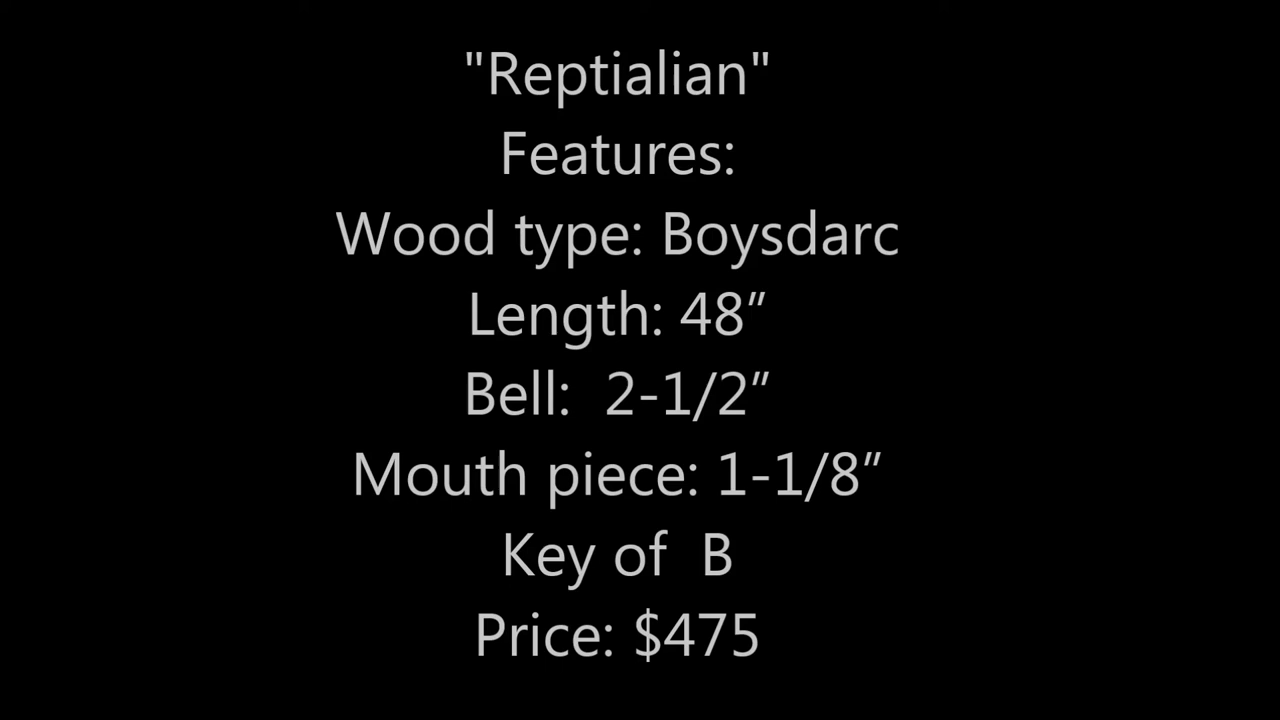 "Reptialian"
Features:
Wood type: Boysdarc
Length: 48”
Bell:  2-1/2”
Mouth piece: 1-1/8”
Key of  B
Price: $475